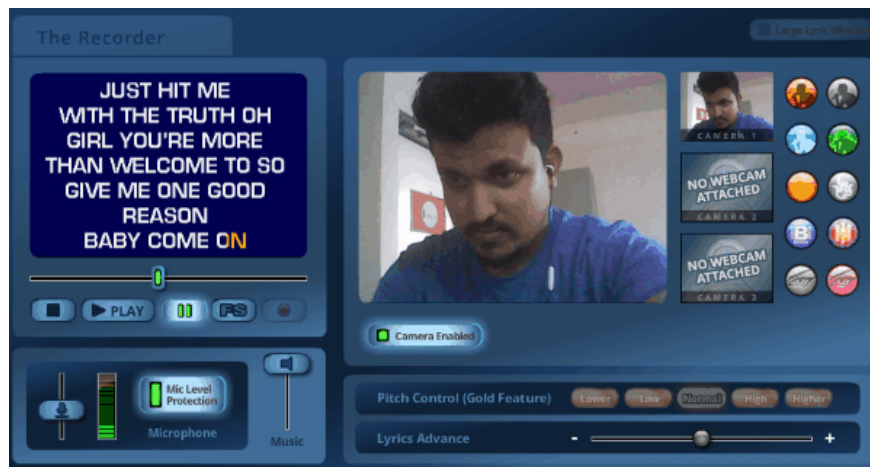 The Recorder
Large Lyric Window
JUST HIT ME
WITH THE TRUTH OH
GIRL YOU'RE MORE
THAN WELCOME TO SO
GIVE ME ONE GOOD
REASON
BABY COME ON
PLAY
FS
Mic Level
Protection
Microphone
Music
CAMERA 1
NO WEBCAM
ATTACHED
CAMERA 2
NO WEBCAM
ATTACHED
CAMERA 3
B
Camera Enabled
Pitch Control (Gold Feature)
Lower
Low
Normal
High
Higher
Lyrics Advance
-
+